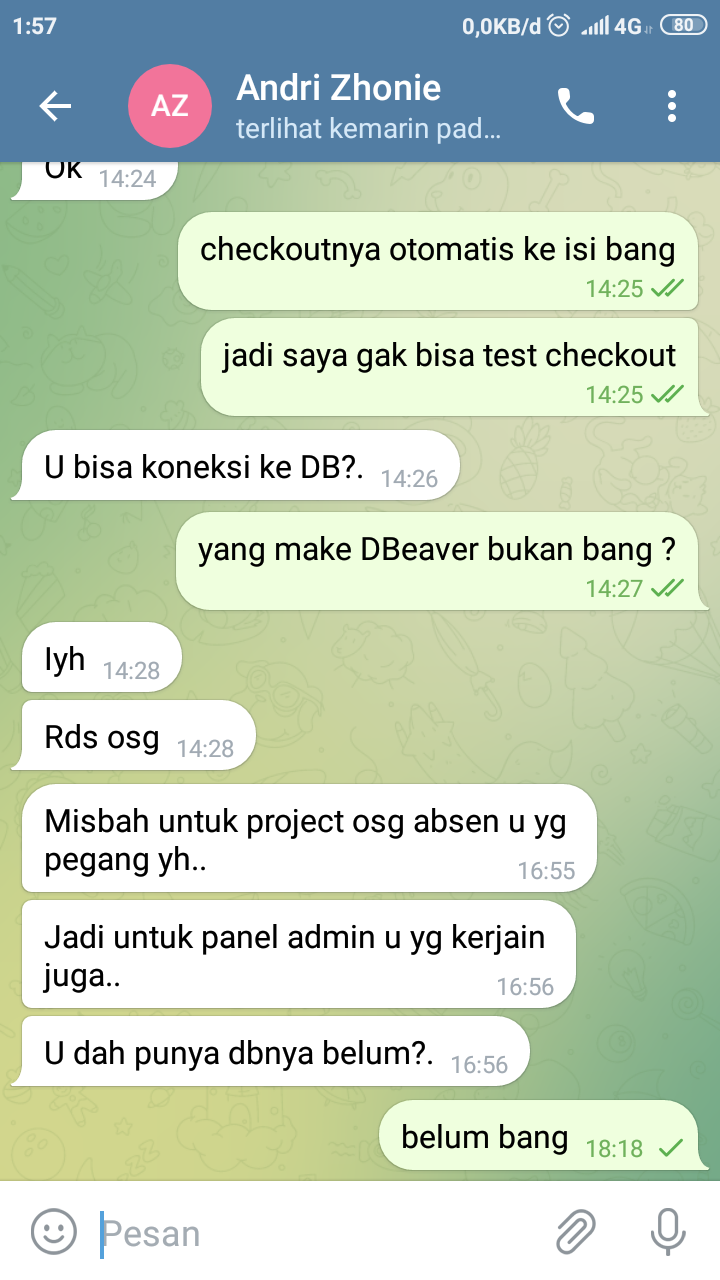 1:57
0,0KB/d 4G 80
AZ
Andri Zhonie
terlihat kemarin pad...
Ok 14:24
checkoutnya otomatis ke isi bang
14:25
jadi saya gak bisa test checkout
14:25
U bisa koneksi ke DB?. 14:26
yang make DBeaver bukan bang ?
14:27
Iyh 14:28
Rds osg 14:28
Misbah untuk project osg absen u yg
pegang yh.. 16:55
Jadi untuk panel admin u yg kerjain
juga.. 16:56
U dah punya dbnya belum?. 16:56
belum bang 18:18
Pesan